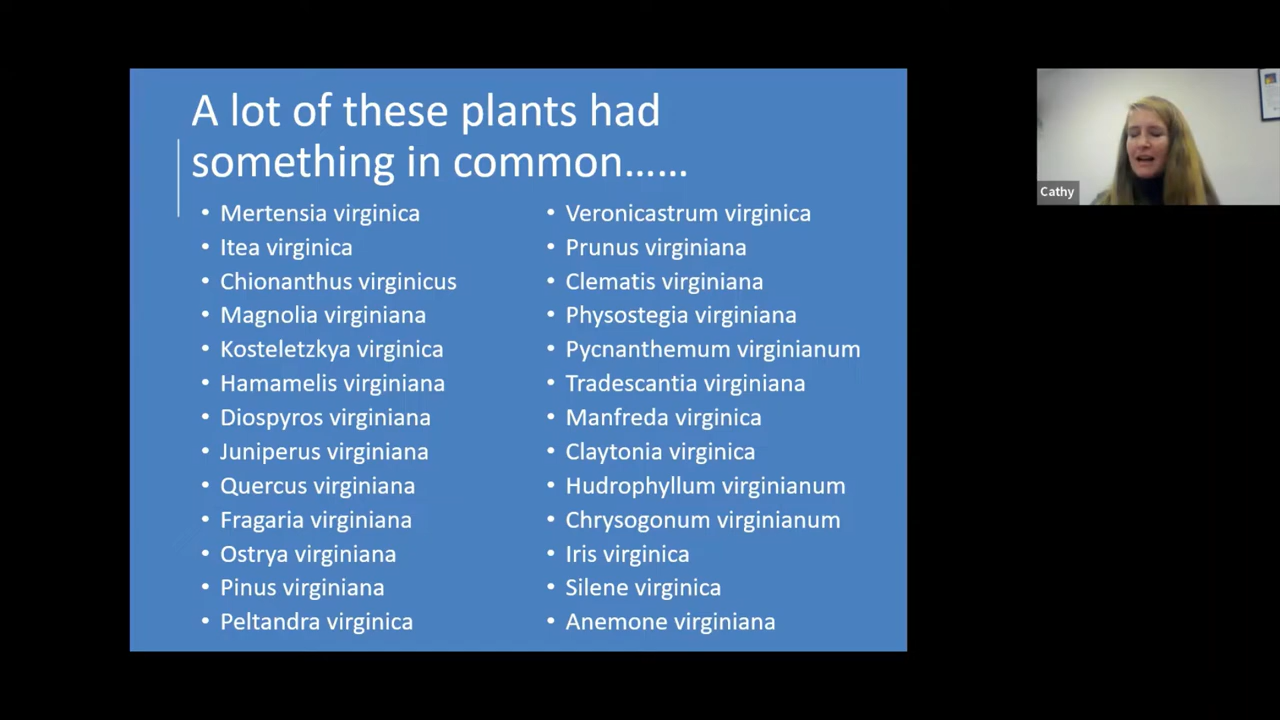 A lot of these plants had
something in common......
• Mertensia virginica
• Itea virginica
• Chionanthus virginicus
• Magnolia virginiana
• Kosteletzkya virginica
• Hamamelis virginiana
• Diospyros virginiana
• Juniperus virginiana
• Quercus virginiana
• Fragaria virginiana
• Ostrya virginiana
• Pinus virginiana
• Peltandra virginica
• Veronicastrum virginica
• Prunus virginiana
• Clematis virginiana
• Physostegia virginiana
• Pycnanthemum virginianum
• Tradescantia virginiana
• Manfreda virginica
• Claytonia virginica
• Hudrophyllum virginianum
• Chrysogonum virginianum
• Iris virginica
• Silene virginica
• Anemone virginiana
Cathy